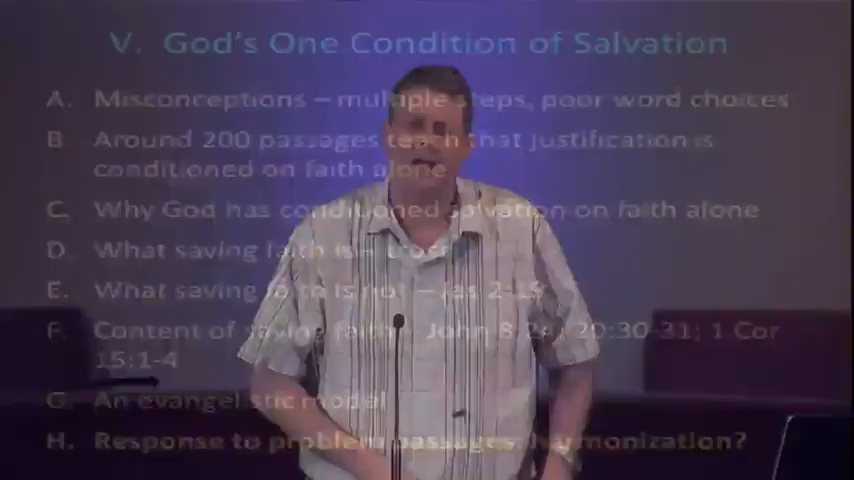 V. God's One Condition of Salvation
A. Misconceptions – multiple steps, poor word choices
B. Around 200 passages teach that justification is
conditioned on faith alone
C. Why God has conditioned salvation on faith alone
D. What saving faith is – trust
E. What saving faith is not – Jas 2:
F. Content of saving faith – John 8:24; 20:30-31; 1 Cor
15:1-4
G. An evangelistic model
H. Response to problem passages: harmonization?